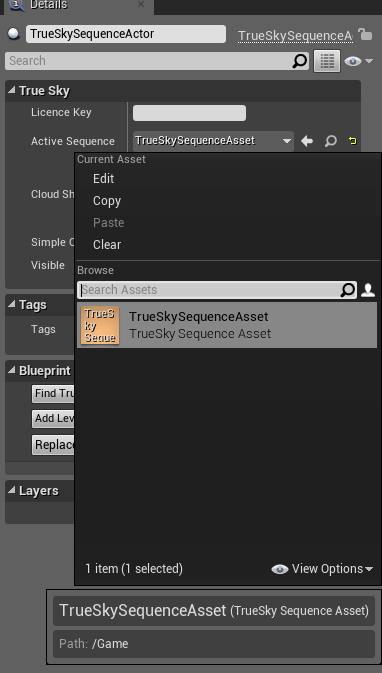 Details
TrueSkySequenceActor
TrueSkySequenceA
Search
True Sky
Licence Key
Active Sequence
TrueSkySequenceAsset
Current Asset
Edit
Cloud Sh
Copy
Paste
Simple C
Clear
Visible
Browse
Search Assets
Tags
TrueS
ky
Seque
TrueSkySequenceAsset
TrueSky Sequence Asset
Tags
Blueprint
Find Tru
Add Lev
Replace
Layers
1 item (1 selected)
View Options
TrueSkySequenceAsset (TrueSky Sequence Asset)
Path: /Game